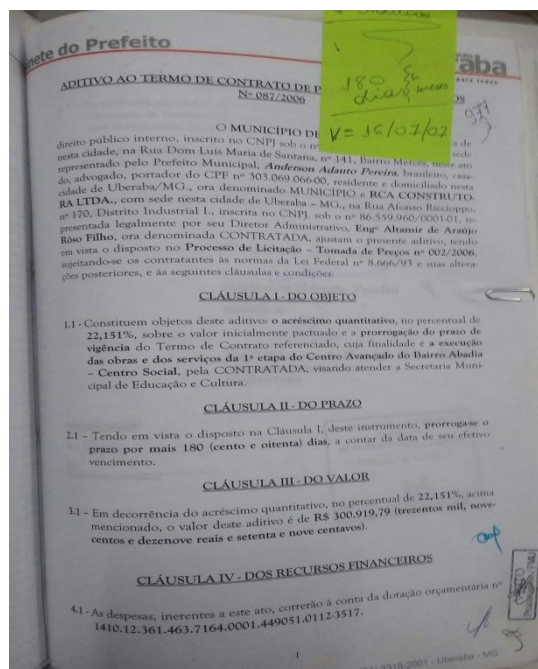 nete do Prefeito
aba
para todos
180
dias
V = 16/07/07
ADITIVO AO TERMO DE CONTRATO DE P
OS
Nº 087/2006
O MUNICÍPIO DE
de
direito público interno, inscrito no CNPJ sob o nº
sede
nesta cidade, na Rua Dom Luis Maria de Santana, nº 141, Bairro Mercês, neste ato
representado pelo Prefeito Municipal, Anderson Adauto Pereira, brasileiro, casa-
do, advogado, portador do CPF nº 303.069.066-00, residente e domiciliado nesta
cidade de Uberaba/MG., ora denominado MUNICÍPIO e RCA CONSTRUTO-
RA LTDA., com sede nesta cidade de Uberaba – MG., na Rua Afonso Riccioppo,
nº 170, Distrito Industrial I., inscrita no CNPJ. sob o nº 86.559.960/0001-01, re-
presentada legalmente por seu Diretor Administrativo, Engº Altamir de Araújo
Rôso Filho, ora denominada CONTRATADA, ajustam o presente aditivo, tendo
em vista o disposto no Processo de Licitação – Tomada de Preços nº 002/2006,
sujeitando-se os contratantes às normas da Lei Federal nº 8.666/93 e suas altera-
ções posteriores, e às seguintes cláusulas e condições:
CLÁUSULA I - DO OBJETO
1.1 - Constituem objetos deste aditivo: o acréscimo quantitativo, no percentual de
22,151%, sobre o valor inicialmente pactuado e a prorrogação do prazo de
vigência do Termo de Contrato referenciado, cuja finalidade é a execução
das obras e dos serviços da 1ª etapa do Centro Avançado do Bairro Abadia
– Centro Social, pela CONTRATADA, visando atender a Secretaria Muni-
cipal de Educação e Cultura.
CLÁUSULA II - DO PRAZO
2.1 – Tendo em vista o disposto na Cláusula I, deste instrumento, prorroga-se o
prazo por mais 180 (cento e oitenta) dias, a contar da data de seu efetivo
vencimento.
CLÁUSULA III - DO VALOR
3.1 – Em decorrência do acréscimo quantitativo, no percentual de 22,151%, acima
mencionado, o valor deste aditivo é de R$ 300.919,79 (trezentos mil, nove-
centos e dezenove reais e setenta e nove centavos).
CLÁUSULA IV - DOS RECURSOS FINANCEIROS
4.1 - As despesas, inerentes a este ato, correrão à conta da dotação orçamentária nº
1410.12.361.463.7164.0001.449051.0112-3517.
1
3318-2001 - Uberaba - MG